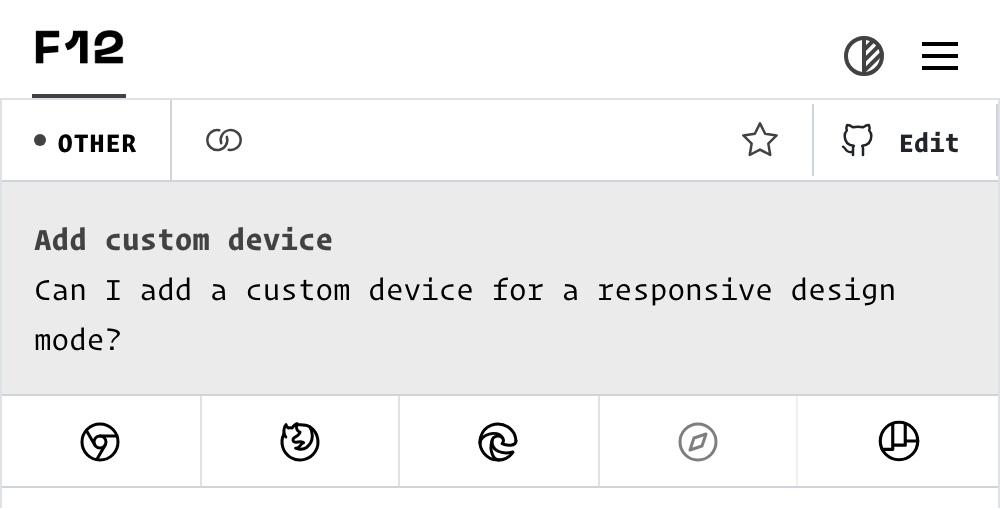 F12
OTHER
Edit
Add custom device
Can I add a custom device for a responsive design
mode?